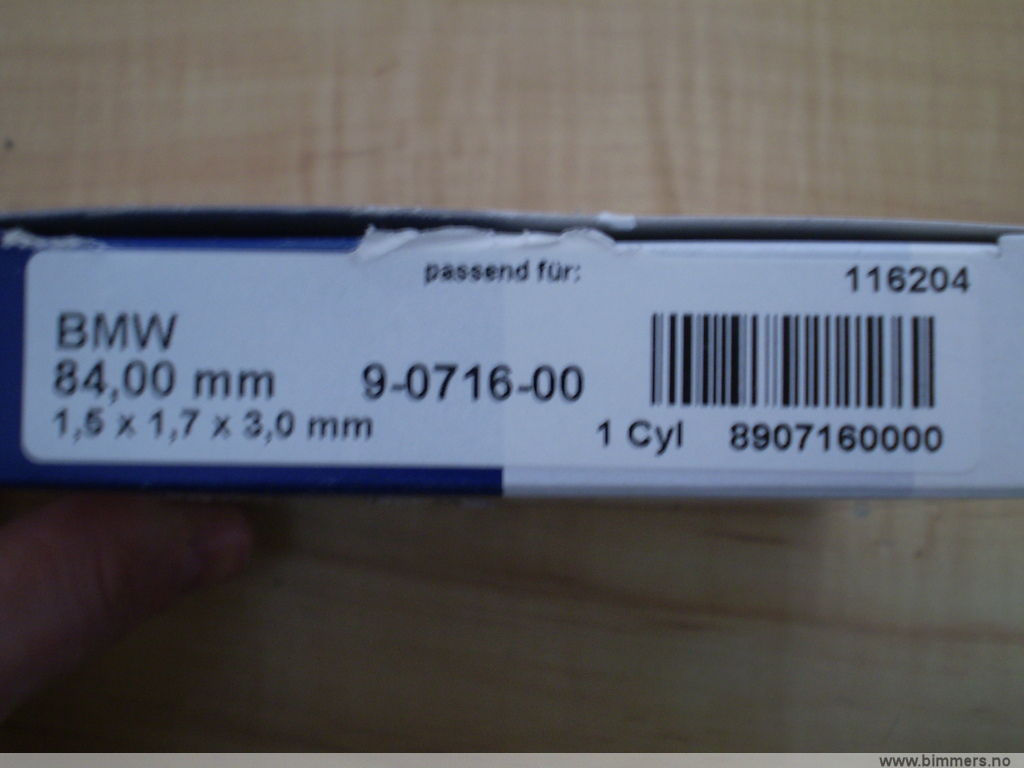 passend für:
116204
BMW
84,00 mm
9-0716-00
1,5 x 1,7 x 3,0 mm
1 Cyl
8907160000
www.bimmers.no